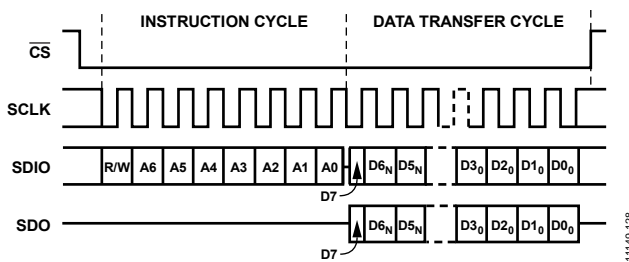 INSTRUCTION CYCLE DATA TRANSFER CYCLE
CS
SCLK
SDIO R/W A6 A5 A4 A3 A2 A1 A0 D6N D5N D30 D20 D10 D00
D7
SDO D6N D5N D30 D20 D10 D00
D7
11149-128